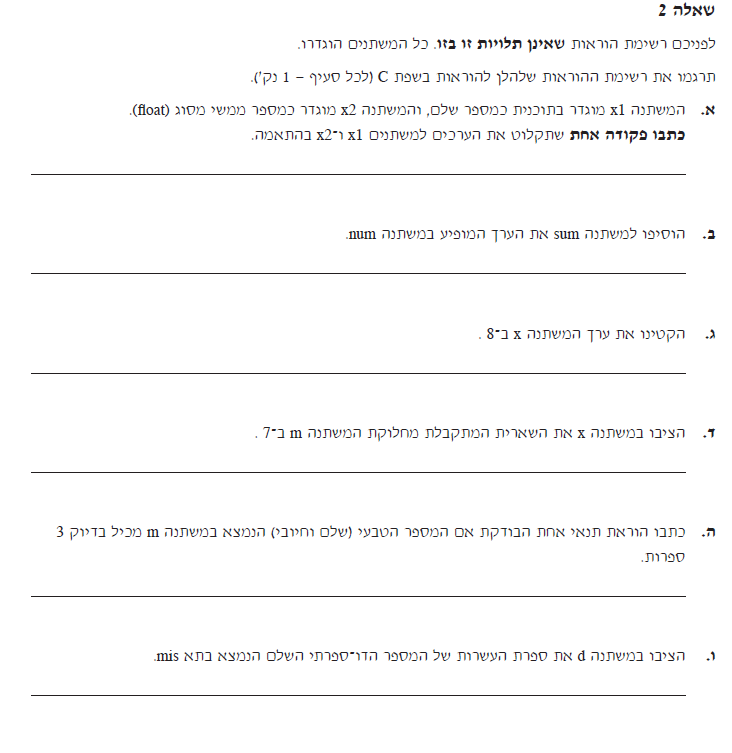 שאלה 2
לפניכם רשימת הוראות שאינן תלויות זו בזו. כל המשתנים הוגדרו.
תרגמו את רשימת ההוראות שלהלן להוראות בשפת C (לכל סעיף – 1 נק').
א. המשתנה x1 מוגדר בתוכנית כמספר שלם, והמשתנה x2 מוגדר כמספר ממשי מסוג (float).
כתבו פקודה אחת שתקלוט את הערכים למשתנים x1 ו־x2 בהתאמה.
ב. הוסיפו למשתנה sum את הערך המופיע במשתנה num.
ג. הקטינו את ערך המשתנה x ב־8 .
ד. הציבו במשתנה x את השארית המתקבלת מחלוקת המשתנה m ב־7 .
ה. כתבו הוראת תנאי אחת הבודקת אם המספר הטבעי (שלם וחיובי) הנמצא במשתנה m מכיל בדיוק 3
ספרות.
ו. הציבו במשתנה d את ספרת העשרות של המספר הדו־ספרתי השלם הנמצא בתא mis.